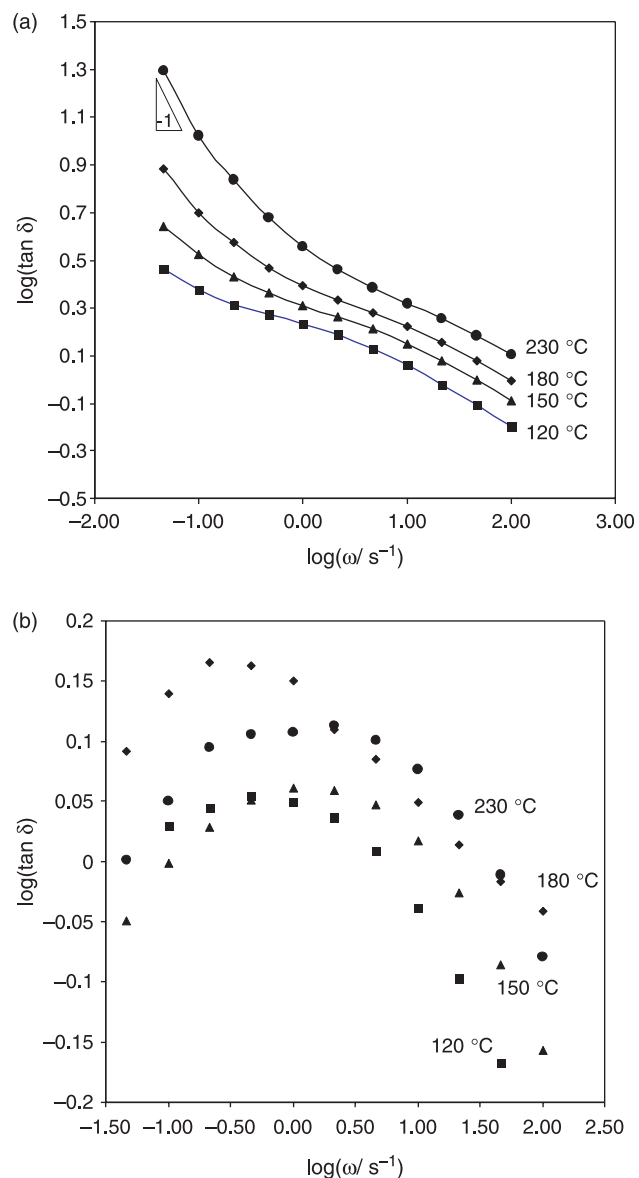 (a)
1.5
1.3
1.1
0.9
0.7
0.5
0.3
0.1
–0.1
–0.3
–0.5
log(tan δ)
-1
230 °C
180 °C
150 °C
120 °C
–2.00 –1.00 0.00 1.00 2.00 3.00
log(ω/ s⁻¹)
(b)
0.2
0.15
0.1
0.05
0
–0.05
–0.1
–0.15
–0.2
log(tan δ)
230 °C
180 °C
150 °C
120 °C
–1.50 –1.00 –0.50 0.00 0.50 1.00 1.50 2.00 2.50
log(ω/ s⁻¹)